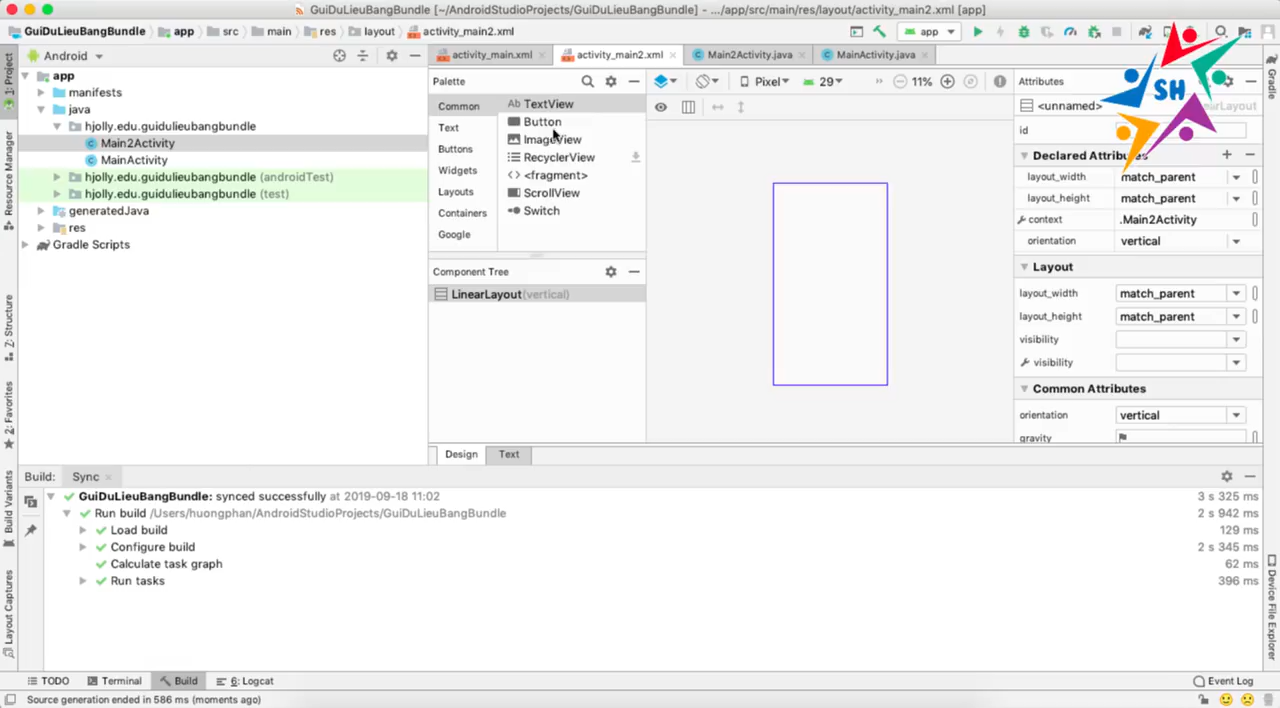 GuiDuLieuBangBundle [~/AndroidStudioProjects/GuiDuLieuBangBundle] - .../app/src/main/res/layout/activity_main2.xml [app]
GuiDuLieuBangBundle app src main res layout activity_main2.xml app
Android
activity_main.xml activity_main2.xml Main2Activity.java MainActivity.java
1: Project
Resource Manager
Z: Structure
2: Favorites
Build Variants
Layout Captures
app
manifests
java
hjolly.edu.guidulieubangbundle
Main2Activity
MainActivity
hjolly.edu.guidulieubangbundle (androidTest)
hjolly.edu.guidulieubangbundle (test)
generatedJava
res
Gradle Scripts
Palette
Common
Text
Buttons
Widgets
Layouts
Containers
Google
Ab TextView
Button
ImageView
RecyclerView
<fragment>
ScrollView
Switch
Component Tree
LinearLayout(vertical)
Pixel 29 11%
Design Text
Attributes
SH
<unnamed>
id
Declared Attributes
layout_width match_parent
layout_height match_parent
context .Main2Activity
orientation vertical
Layout
layout_width match_parent
layout_height match_parent
visibility
visibility
Common Attributes
orientation vertical
gravity
Gradle
Device File Explorer
Build: Sync
GuiDuLieuBangBundle: synced successfully at 2019-09-18 11:02 3 s 325 ms
Run build /Users/huongphan/AndroidStudioProjects/GuiDuLieuBangBundle 2 s 942 ms
Load build 129 ms
Configure build 2 s 345 ms
Calculate task graph 62 ms
Run tasks 396 ms
TODO Terminal Build 6: Logcat Event Log
Source generation ended in 586 ms (moments ago)